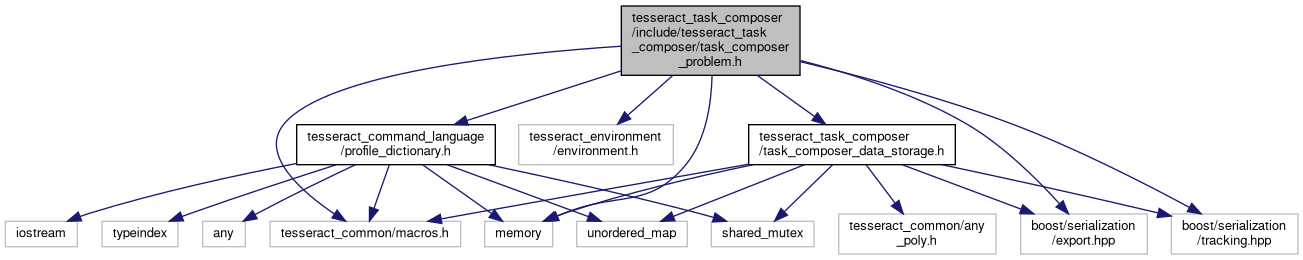 tesseract_task_composer
/include/tesseract_task
_composer/task_composer
_problem.h
tesseract_command_language
/profile_dictionary.h
tesseract_environment
/environment.h
tesseract_task_composer
/task_composer_data_storage.h
iostream
typeindex
any
tesseract_common/macros.h
memory
unordered_map
shared_mutex
tesseract_common/any
_poly.h
boost/serialization
/export.hpp
boost/serialization
/tracking.hpp